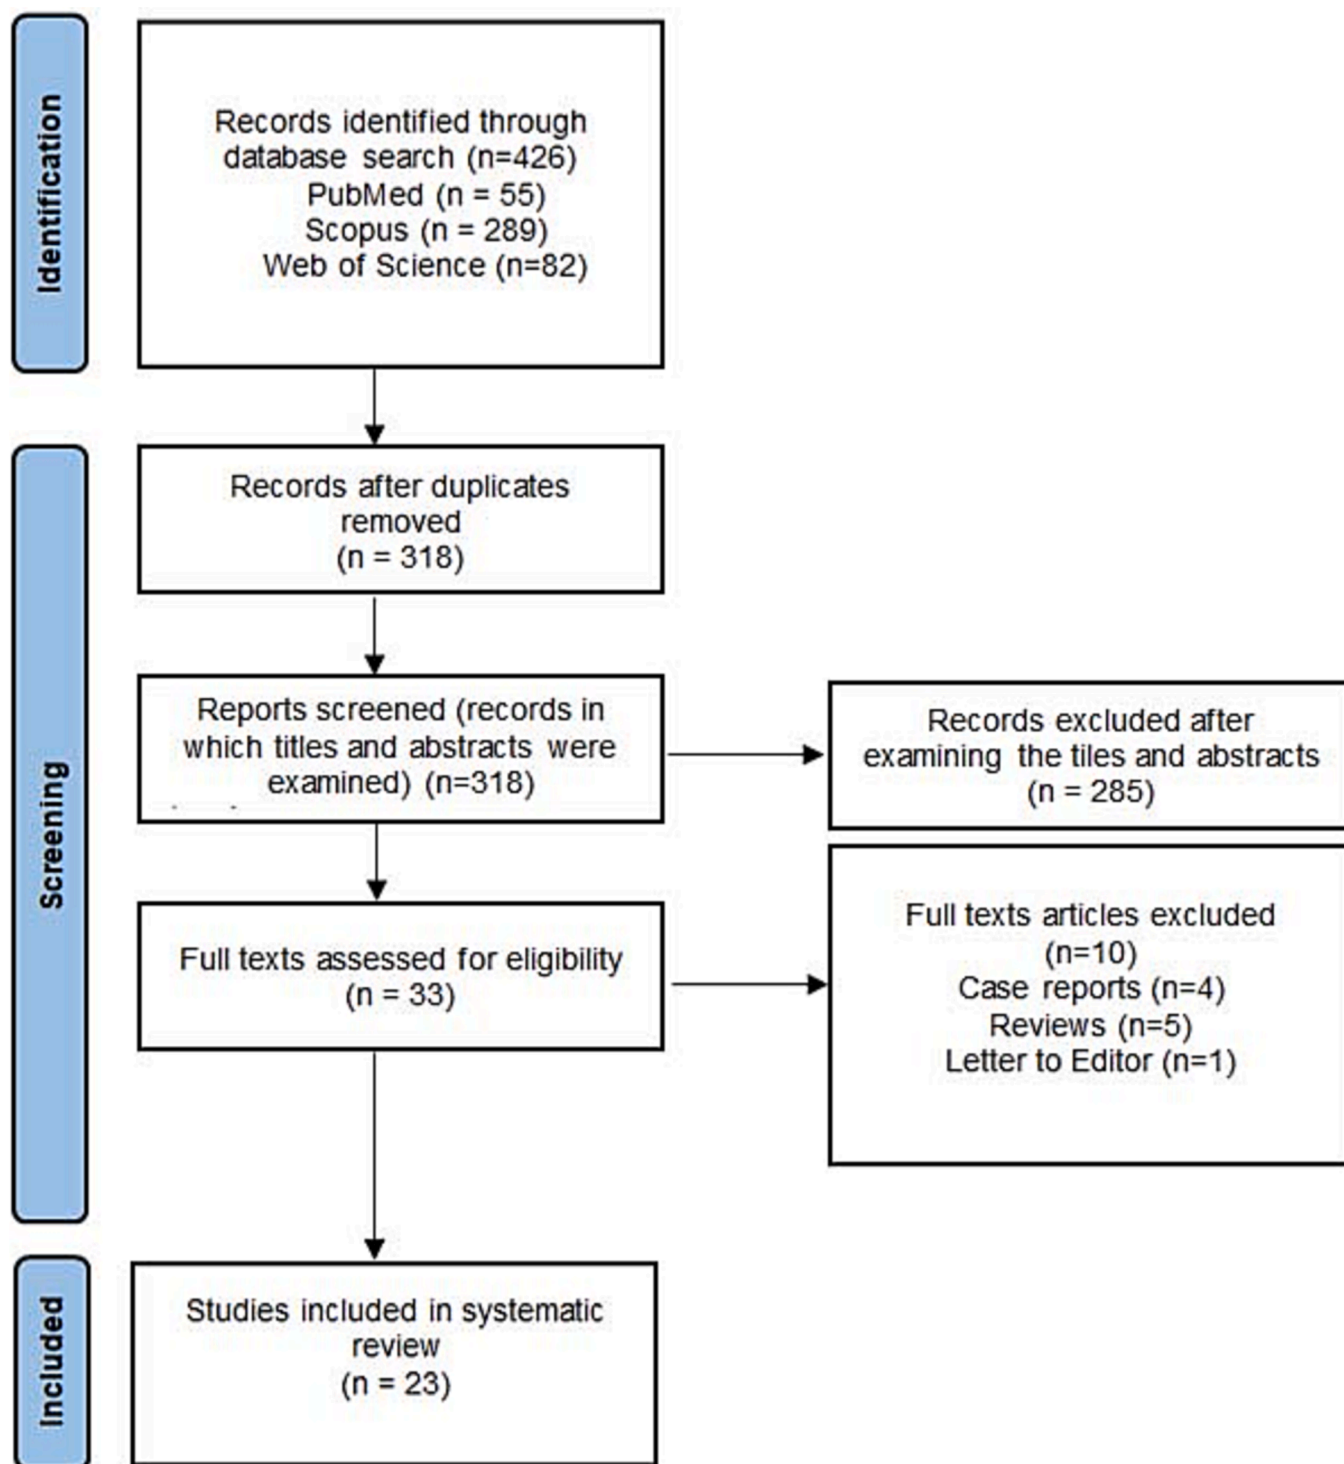 Identification
Records identified through
database search (n=426)
PubMed (n = 55)
Scopus (n = 289)
Web of Science (n=82)
Screening
Records after duplicates
removed
(n = 318)
Reports screened (records in
which titles and abstracts were
examined) (n=318)
Records excluded after
examining the tiles and abstracts
(n = 285)
Full texts assessed for eligibility
(n = 33)
Full texts articles excluded
(n=10)
Case reports (n=4)
Reviews (n=5)
Letter to Editor (n=1)
Included
Studies included in systematic
review
(n = 23)